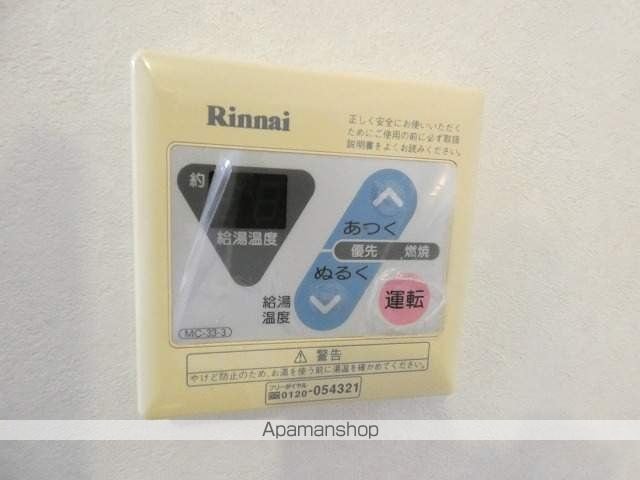 Rinnai
正しく安全にお使いいただく
ためにご使用の前に必ず取扱
説明書をよくお読みください。
約
給湯温度
あつく
優先 燃焼
ぬるく
給湯
温度
運転
MC-33-3
⚠ 警告
やけど防止のため、お湯を使う前に湯温を確かめてください。
フリーダイヤル
0120-054321
Apamanshop